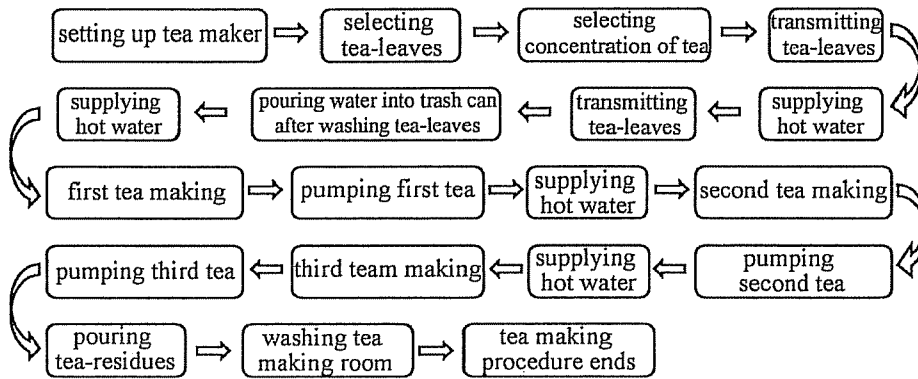 setting up tea maker
selecting
tea-leaves
selecting
concentration of tea
transmitting
tea-leaves
supplying
hot water
pouring water into trash can
after washing tea-leaves
transmitting
tea-leaves
supplying
hot water
first tea making
pumping first tea
supplying
hot water
second tea making
pumping third tea
third team making
supplying
hot water
pumping
second tea
pouring
tea-residues
washing tea
making room
tea making
procedure ends